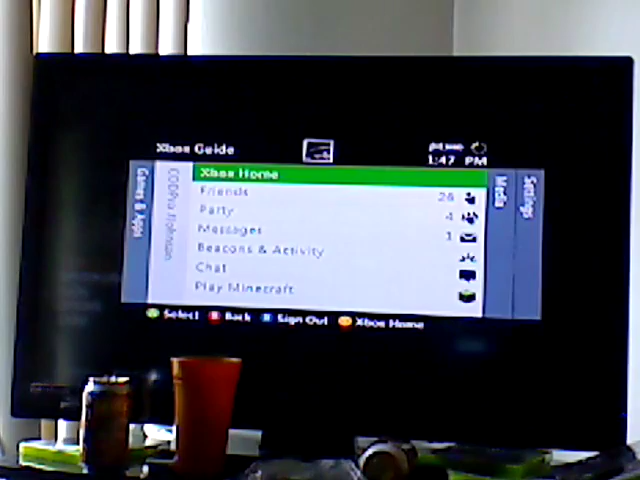 Xbox Guide
1:47 PM
Games & Apps
Xbox Home
Friends 26
Party 4
Messages 1
Beacons & Activity
Chat
Play Minecraft
Media
Settings
Select Back Sign Out Xbox Home